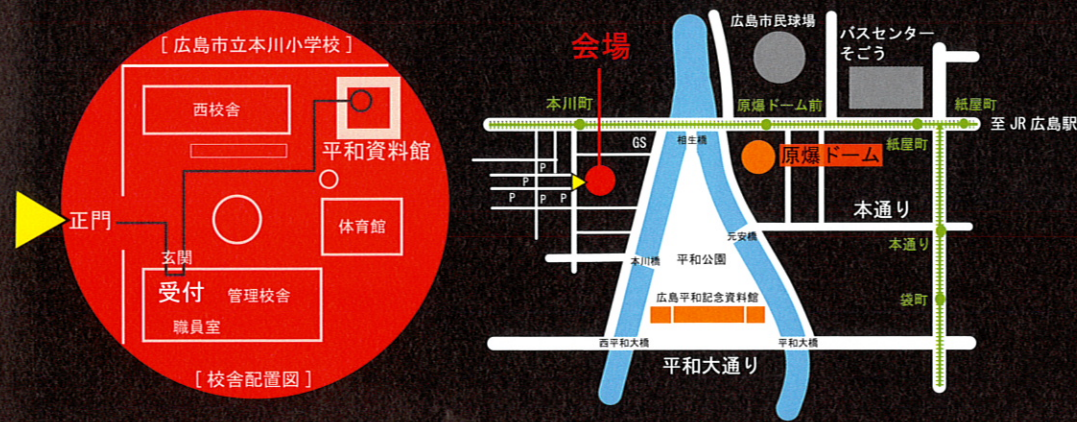 [ 広島市立本川小学校 ]
西校舎
平和資料館
正門
体育館
玄関
受付
管理校舎
職員室
[ 校舎配置図 ]
会場
広島市民球場
バスセンター
そごう
本川町
原爆ドーム前
紙屋町
至 JR 広島駅
紙屋町
GS
相生橋
原爆ドーム
P
P
P
P
P
本通り
元安橋
本通り
本川橋
平和公園
広島平和記念資料館
袋町
西平和大橋
平和大橋
平和大通り